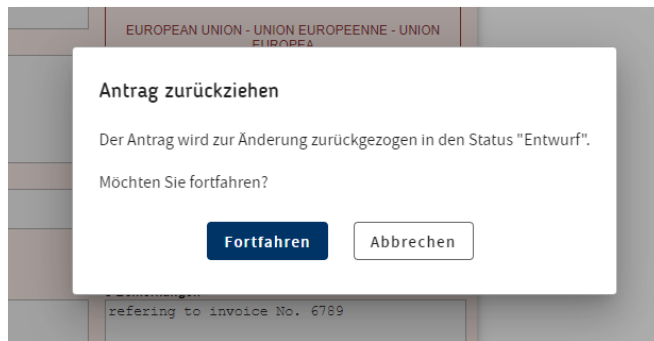 EUROPEAN UNION - UNION EUROPEENNE - UNION
EUROPEA
Antrag zurückziehen
Der Antrag wird zur Änderung zurückgezogen in den Status "Entwurf".
Möchten Sie fortfahren?
Fortfahren
Abbrechen
Bemerkungen
refering to invoice No. 6789